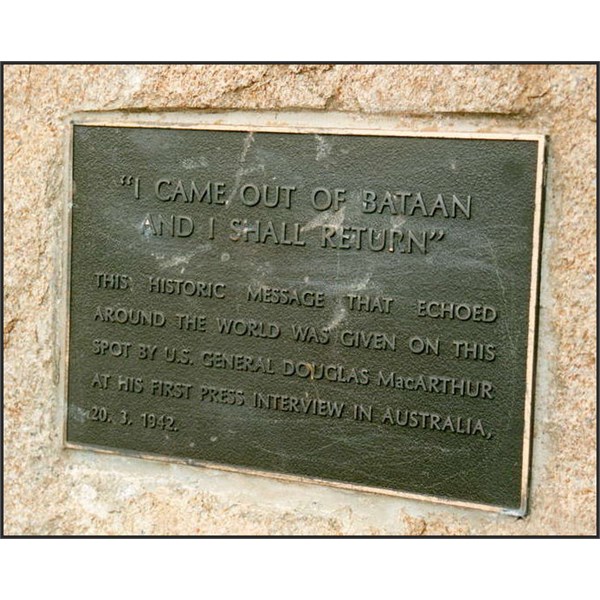 “I CAME OUT OF BATAAN
AND I SHALL RETURN”
THIS HISTORIC MESSAGE THAT ECHOED
AROUND THE WORLD WAS GIVEN ON THIS
SPOT BY U.S. GENERAL DOUGLAS MacARTHUR
AT HIS FIRST PRESS INTERVIEW IN AUSTRALIA,
20. 3. 1942.